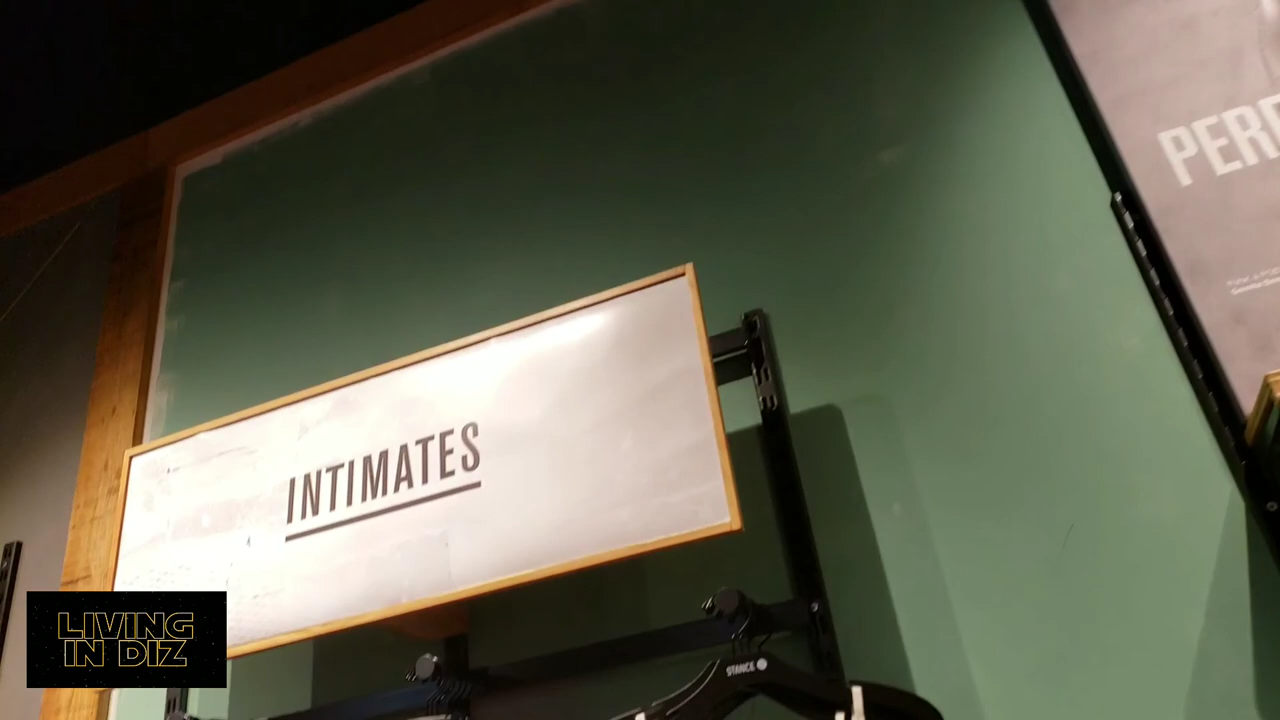 PERF
INTIMATES
STANCE
LIVING
IN DIZ